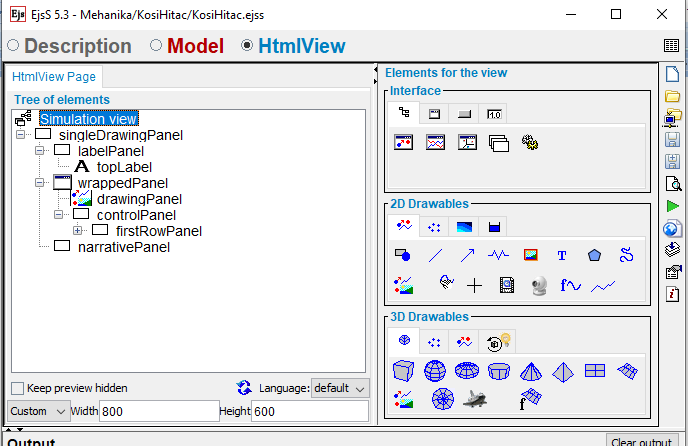 EjsS 5.3 - Mehanika/KosiHitac/KosiHitac.ejss
Description Model HtmlView
HtmlView Page
Tree of elements
Simulation view
singleDrawingPanel
labelPanel
A topLabel
wrappedPanel
drawingPanel
controlPanel
firstRowPanel
narrativePanel
Keep preview hidden
Language: default
Custom Width 800 Height 600
Elements for the view
Interface
1.0
2D Drawables
T
3D Drawables
f
Output
Clear output